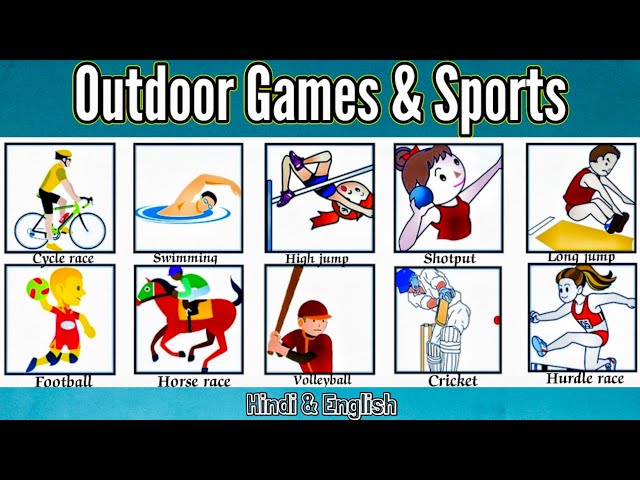 Outdoor Games & Sports
Cycle race
Swimming
High jump
Shotput
Long jump
Football
Horse race
Volleyball
Cricket
Hurdle race
Hindi & English